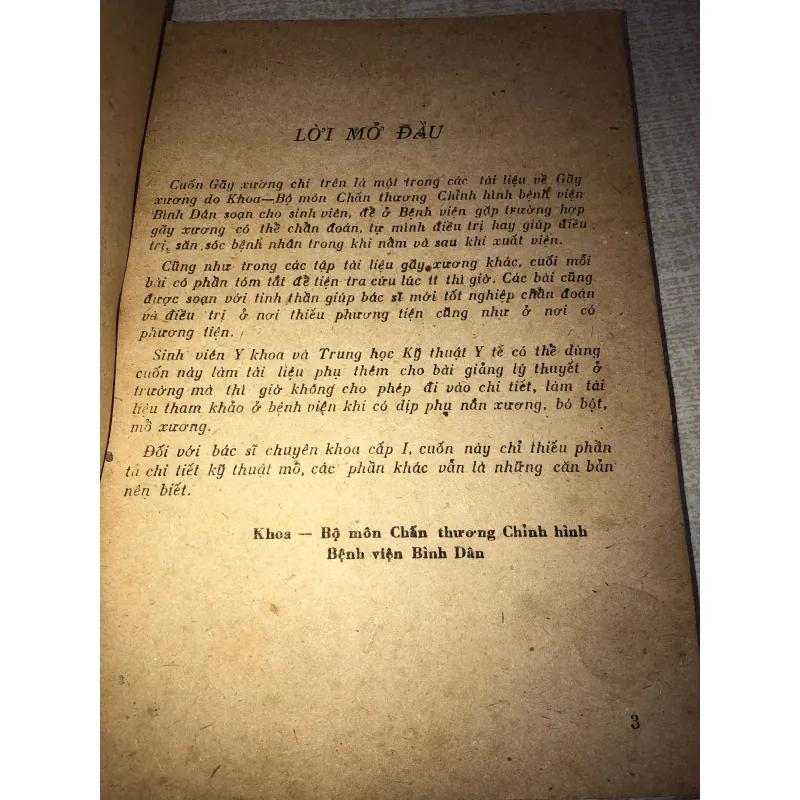 LỜI MỞ ĐẦU
Cuốn Gãy xương chi trên là một trong các tài liệu về Gãy
xương do Khoa—Bộ môn Chấn thương Chỉnh hình bệnh viện
Bình Dân soạn cho sinh viên, để ở Bệnh viện gặp trường hợp
gãy xương có thể chẩn đoán, tự mình điều trị hay giúp điều
trị, săn sóc bệnh nhân trong khi nằm và sau khi xuất viện.
Cũng như trong các tập tài liệu gãy xương khác, cuối mỗi
bài có phần tóm tắt để tiện tra cứu lúc ít thì giờ. Các bài cũng
được soạn với tinh thần giúp bác sĩ mới tốt nghiệp chẩn đoán
và điều trị ở nơi thiếu phương tiện cũng như ở nơi có
phương tiện.
Sinh viên Y khoa và Trung học Kỹ thuật Y tế có thể dùng
cuốn này làm tài liệu phụ thêm cho bài giảng lý thuyết ở
trường mà thì giờ không cho phép đi vào chi tiết, làm tài
liệu tham khảo ở bệnh viện khi có dịp phụ nắn xương, bó bột,
mổ xương.
Đối với bác sĩ chuyên khoa cấp I, cuốn này chỉ thiếu phần
tả chi tiết kỹ thuật mổ, các phần khác vẫn là những căn bản
nên biết.
Khoa — Bộ môn Chấn thương Chỉnh hình
Bệnh viện Bình Dân
3